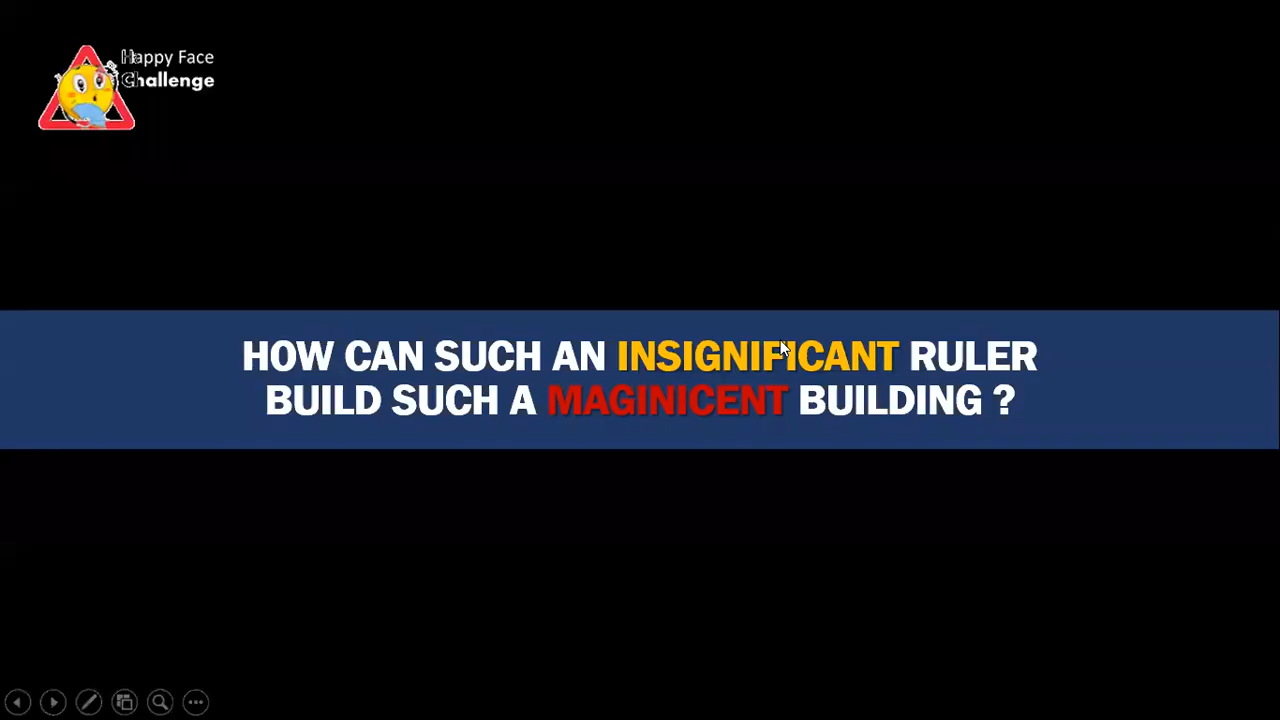 Happy Face
Challenge
HOW CAN SUCH AN INSIGNIFICANT RULER
BUILD SUCH A MAGINICENT BUILDING ?